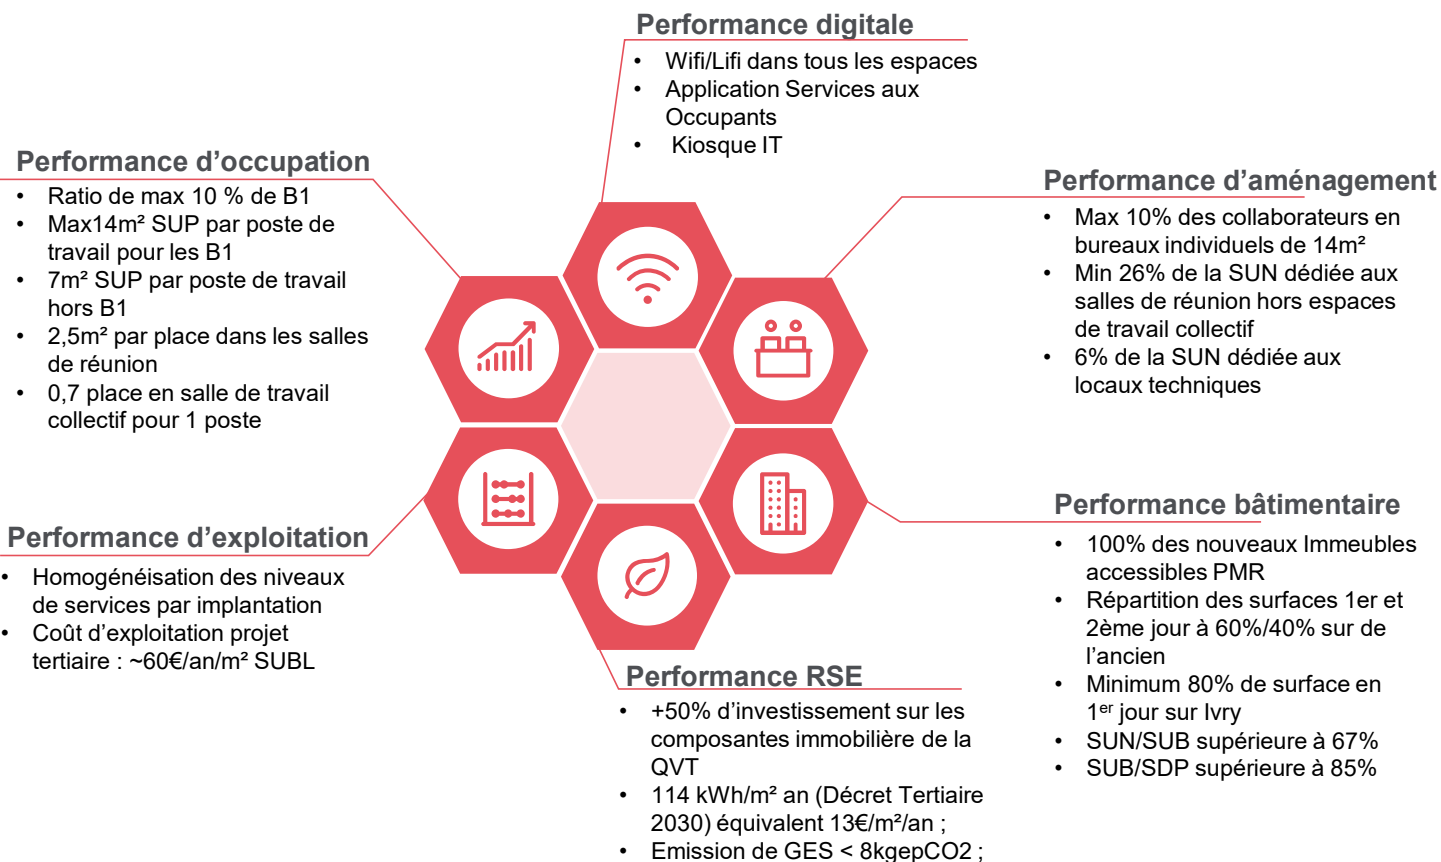 Performance digitale
• Wifi/Lifi dans tous les espaces
• Application Services aux
Occupants
• Kiosque IT
Performance d’occupation
• Ratio de max 10 % de B1
• Max14m² SUP par poste de
travail pour les B1
• 7m² SUP par poste de travail
hors B1
• 2,5m² par place dans les salles
de réunion
• 0,7 place en salle de travail
collectif pour 1 poste
Performance d’aménagement
• Max 10% des collaborateurs en
bureaux individuels de 14m²
• Min 26% de la SUN dédiée aux
salles de réunion hors espaces
de travail collectif
• 6% de la SUN dédiée aux
locaux techniques
Performance d’exploitation
• Homogénéisation des niveaux
de services par implantation
• Coût d’exploitation projet
tertiaire : ~60€/an/m² SUBL
Performance bâtimentaire
• 100% des nouveaux Immeubles
accessibles PMR
• Répartition des surfaces 1er et
2ème jour à 60%/40% sur de
l’ancien
• Minimum 80% de surface en
1er jour sur Ivry
• SUN/SUB supérieure à 67%
• SUB/SDP supérieure à 85%
Performance RSE
• +50% d’investissement sur les
composantes immobilière de la
QVT
• 114 kWh/m² an (Décret Tertiaire
2030) équivalent 13€/m²/an ;
• Emission de GES < 8kgepCO2 ;